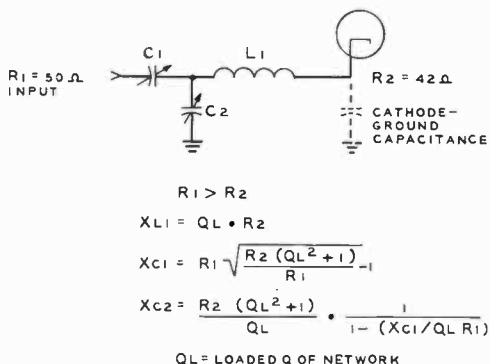 C1
L1
R1 = 50 Ω
INPUT
R2 = 42 Ω
C2
CATHODE-
GROUND
CAPACITANCE
R1 > R2
XL1 = QL • R2
XC1 = R1 √(R2 (QL² + 1) / R1 - 1)
XC2 = R2 (QL² + 1) / QL • 1 / 1 - (XC1 / QL R1)
QL = LOADED Q OF NETWORK